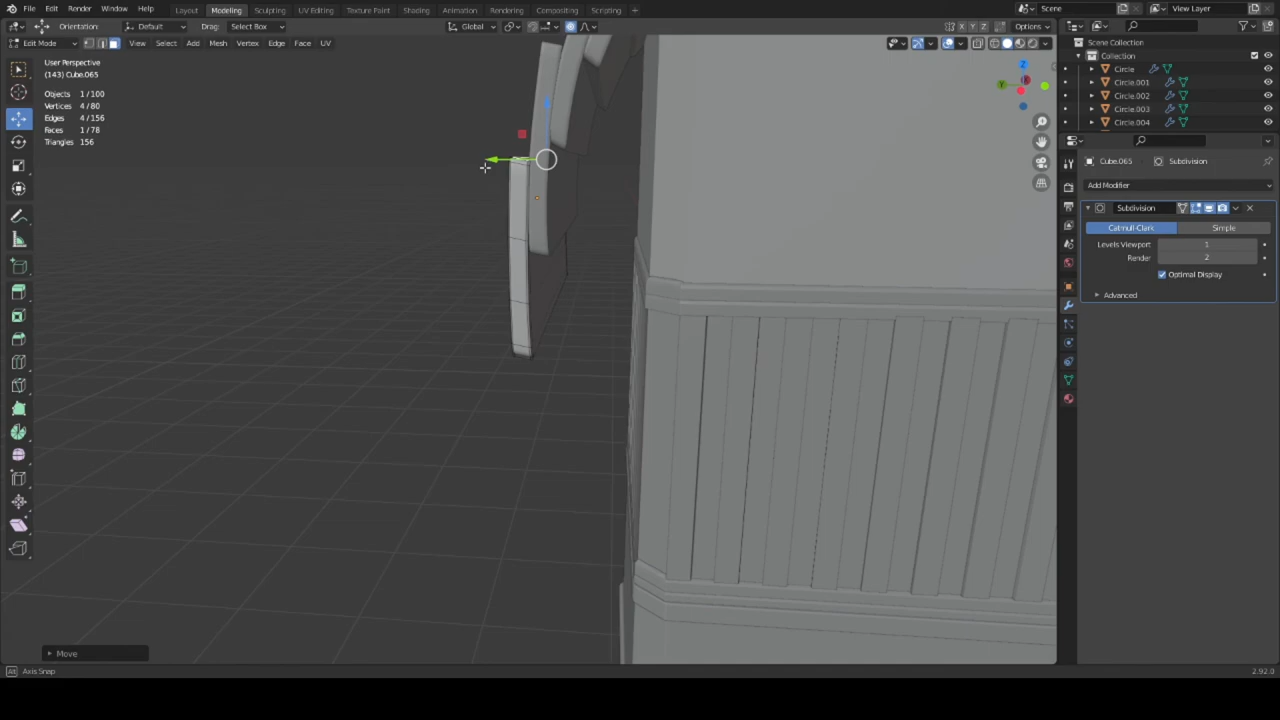 File Edit Render Window Help Layout Modeling Sculpting UV Editing Texture Paint Shading Animation Rendering Compositing Scripting + Scene View Layer
Orientation: Default Drag: Select Box Global Options
Edit Mode View Select Add Mesh Vertex Edge Face UV
User Perspective
(143) Cube.065
Objects 1/100
Vertices 4/80
Edges 4/156
Faces 1/78
Triangles 156
X Y Z
Z
Y
Scene Collection
Collection
Circle
Circle.001
Circle.002
Circle.003
Circle.004
Cube.065 Subdivision
Add Modifier
Subdivision
Catmull-Clark Simple
Levels Viewport 1
Render 2
Optimal Display
Advanced
Move
Axis Snap
2.92.0